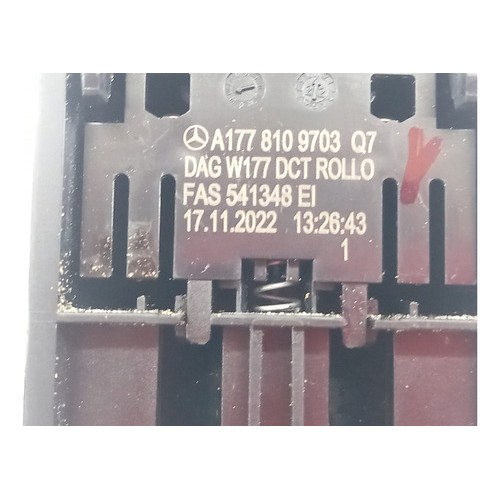 A177 810 9703 Q7
DAG W177 DCT ROLLO
FAS 541348 EI
17.11.2022 13:26:43
1